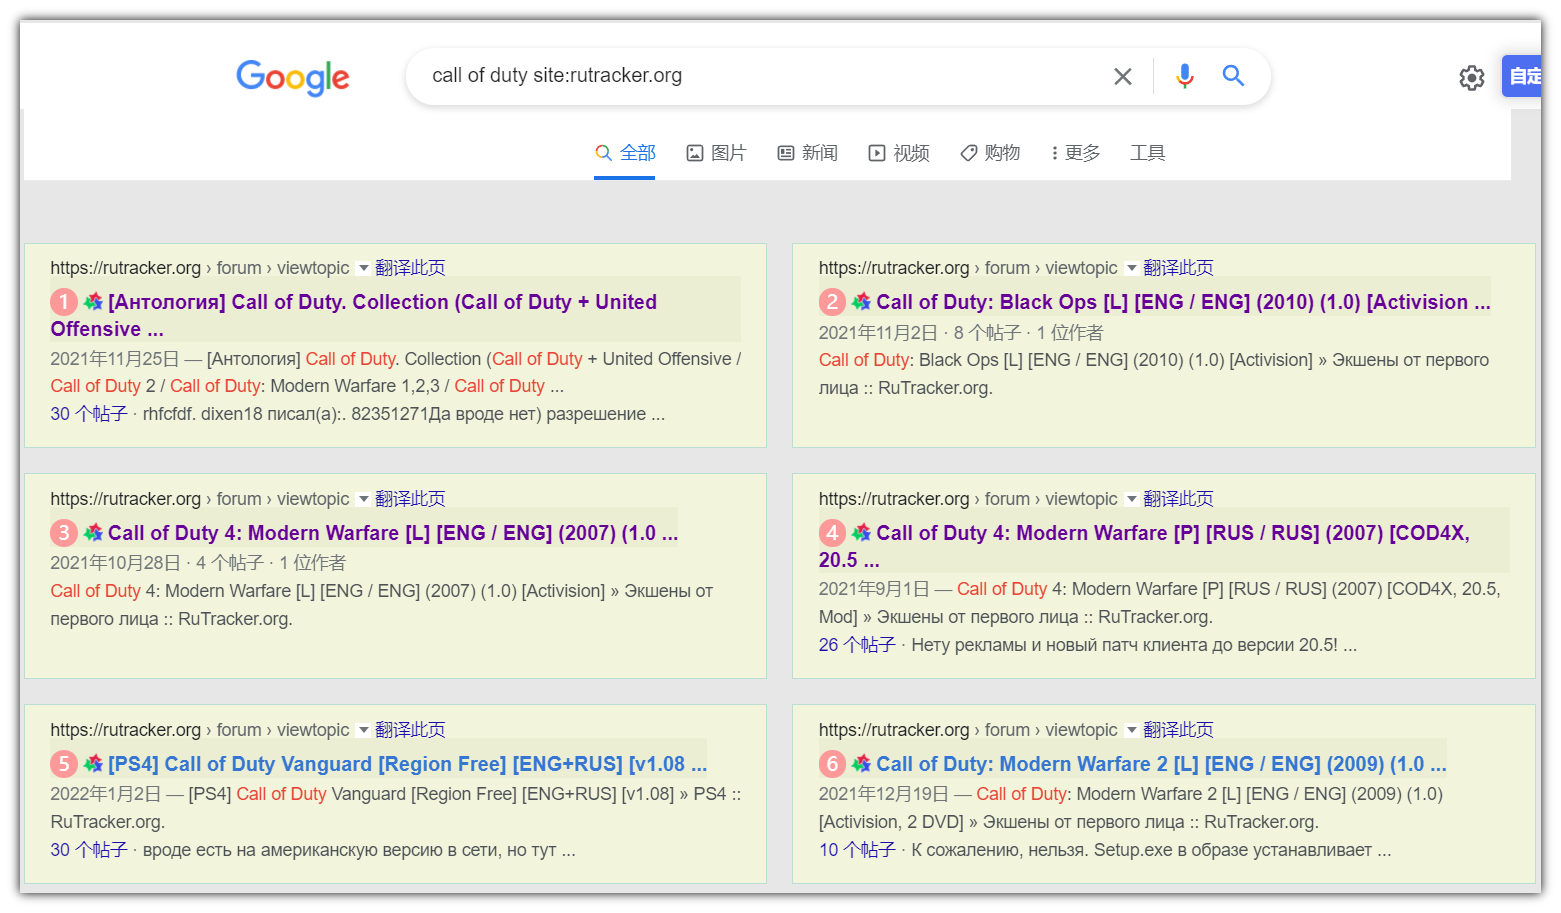 Google
call of duty site:rutracker.org
自定
全部 图片 新闻 视频 购物 更多 工具
https://rutracker.org › forum › viewtopic 翻译此页
1 [Антология] Call of Duty. Collection (Call of Duty + United
Offensive ...
2021年11月25日 — [Антология] Call of Duty. Collection (Call of Duty + United Offensive /
Call of Duty 2 / Call of Duty: Modern Warfare 1,2,3 / Call of Duty ...
30 个帖子 · rhfcfdf. dixen18 писал(а):. 82351271Да вроде нет) разрешение ...
https://rutracker.org › forum › viewtopic 翻译此页
2 Call of Duty: Black Ops [L] [ENG / ENG] (2010) (1.0) [Activision ...
2021年11月2日 · 8 个帖子 · 1 位作者
Call of Duty: Black Ops [L] [ENG / ENG] (2010) (1.0) [Activision] » Экшены от первого
лица :: RuTracker.org.
https://rutracker.org › forum › viewtopic 翻译此页
3 Call of Duty 4: Modern Warfare [L] [ENG / ENG] (2007) (1.0 ...
2021年10月28日 · 4 个帖子 · 1 位作者
Call of Duty 4: Modern Warfare [L] [ENG / ENG] (2007) (1.0) [Activision] » Экшены от
первого лица :: RuTracker.org.
https://rutracker.org › forum › viewtopic 翻译此页
4 Call of Duty 4: Modern Warfare [P] [RUS / RUS] (2007) [COD4X,
20.5 ...
2021年9月1日 — Call of Duty 4: Modern Warfare [P] [RUS / RUS] (2007) [COD4X, 20.5,
Mod] » Экшены от первого лица :: RuTracker.org.
26 个帖子 · Нету рекламы и новый патч клиента до версии 20.5! ...
https://rutracker.org › forum › viewtopic 翻译此页
5 [PS4] Call of Duty Vanguard [Region Free] [ENG+RUS] [v1.08 ...
2022年1月2日 — [PS4] Call of Duty Vanguard [Region Free] [ENG+RUS] [v1.08] » PS4 ::
RuTracker.org.
30 个帖子 · вроде есть на американскую версию в сети, но тут ...
https://rutracker.org › forum › viewtopic 翻译此页
6 Call of Duty: Modern Warfare 2 [L] [ENG / ENG] (2009) (1.0 ...
2021年12月19日 — Call of Duty: Modern Warfare 2 [L] [ENG / ENG] (2009) (1.0)
[Activision, 2 DVD] » Экшены от первого лица :: RuTracker.org.
10 个帖子 · К сожалению, нельзя. Setup.exe в образе устанавливает ...